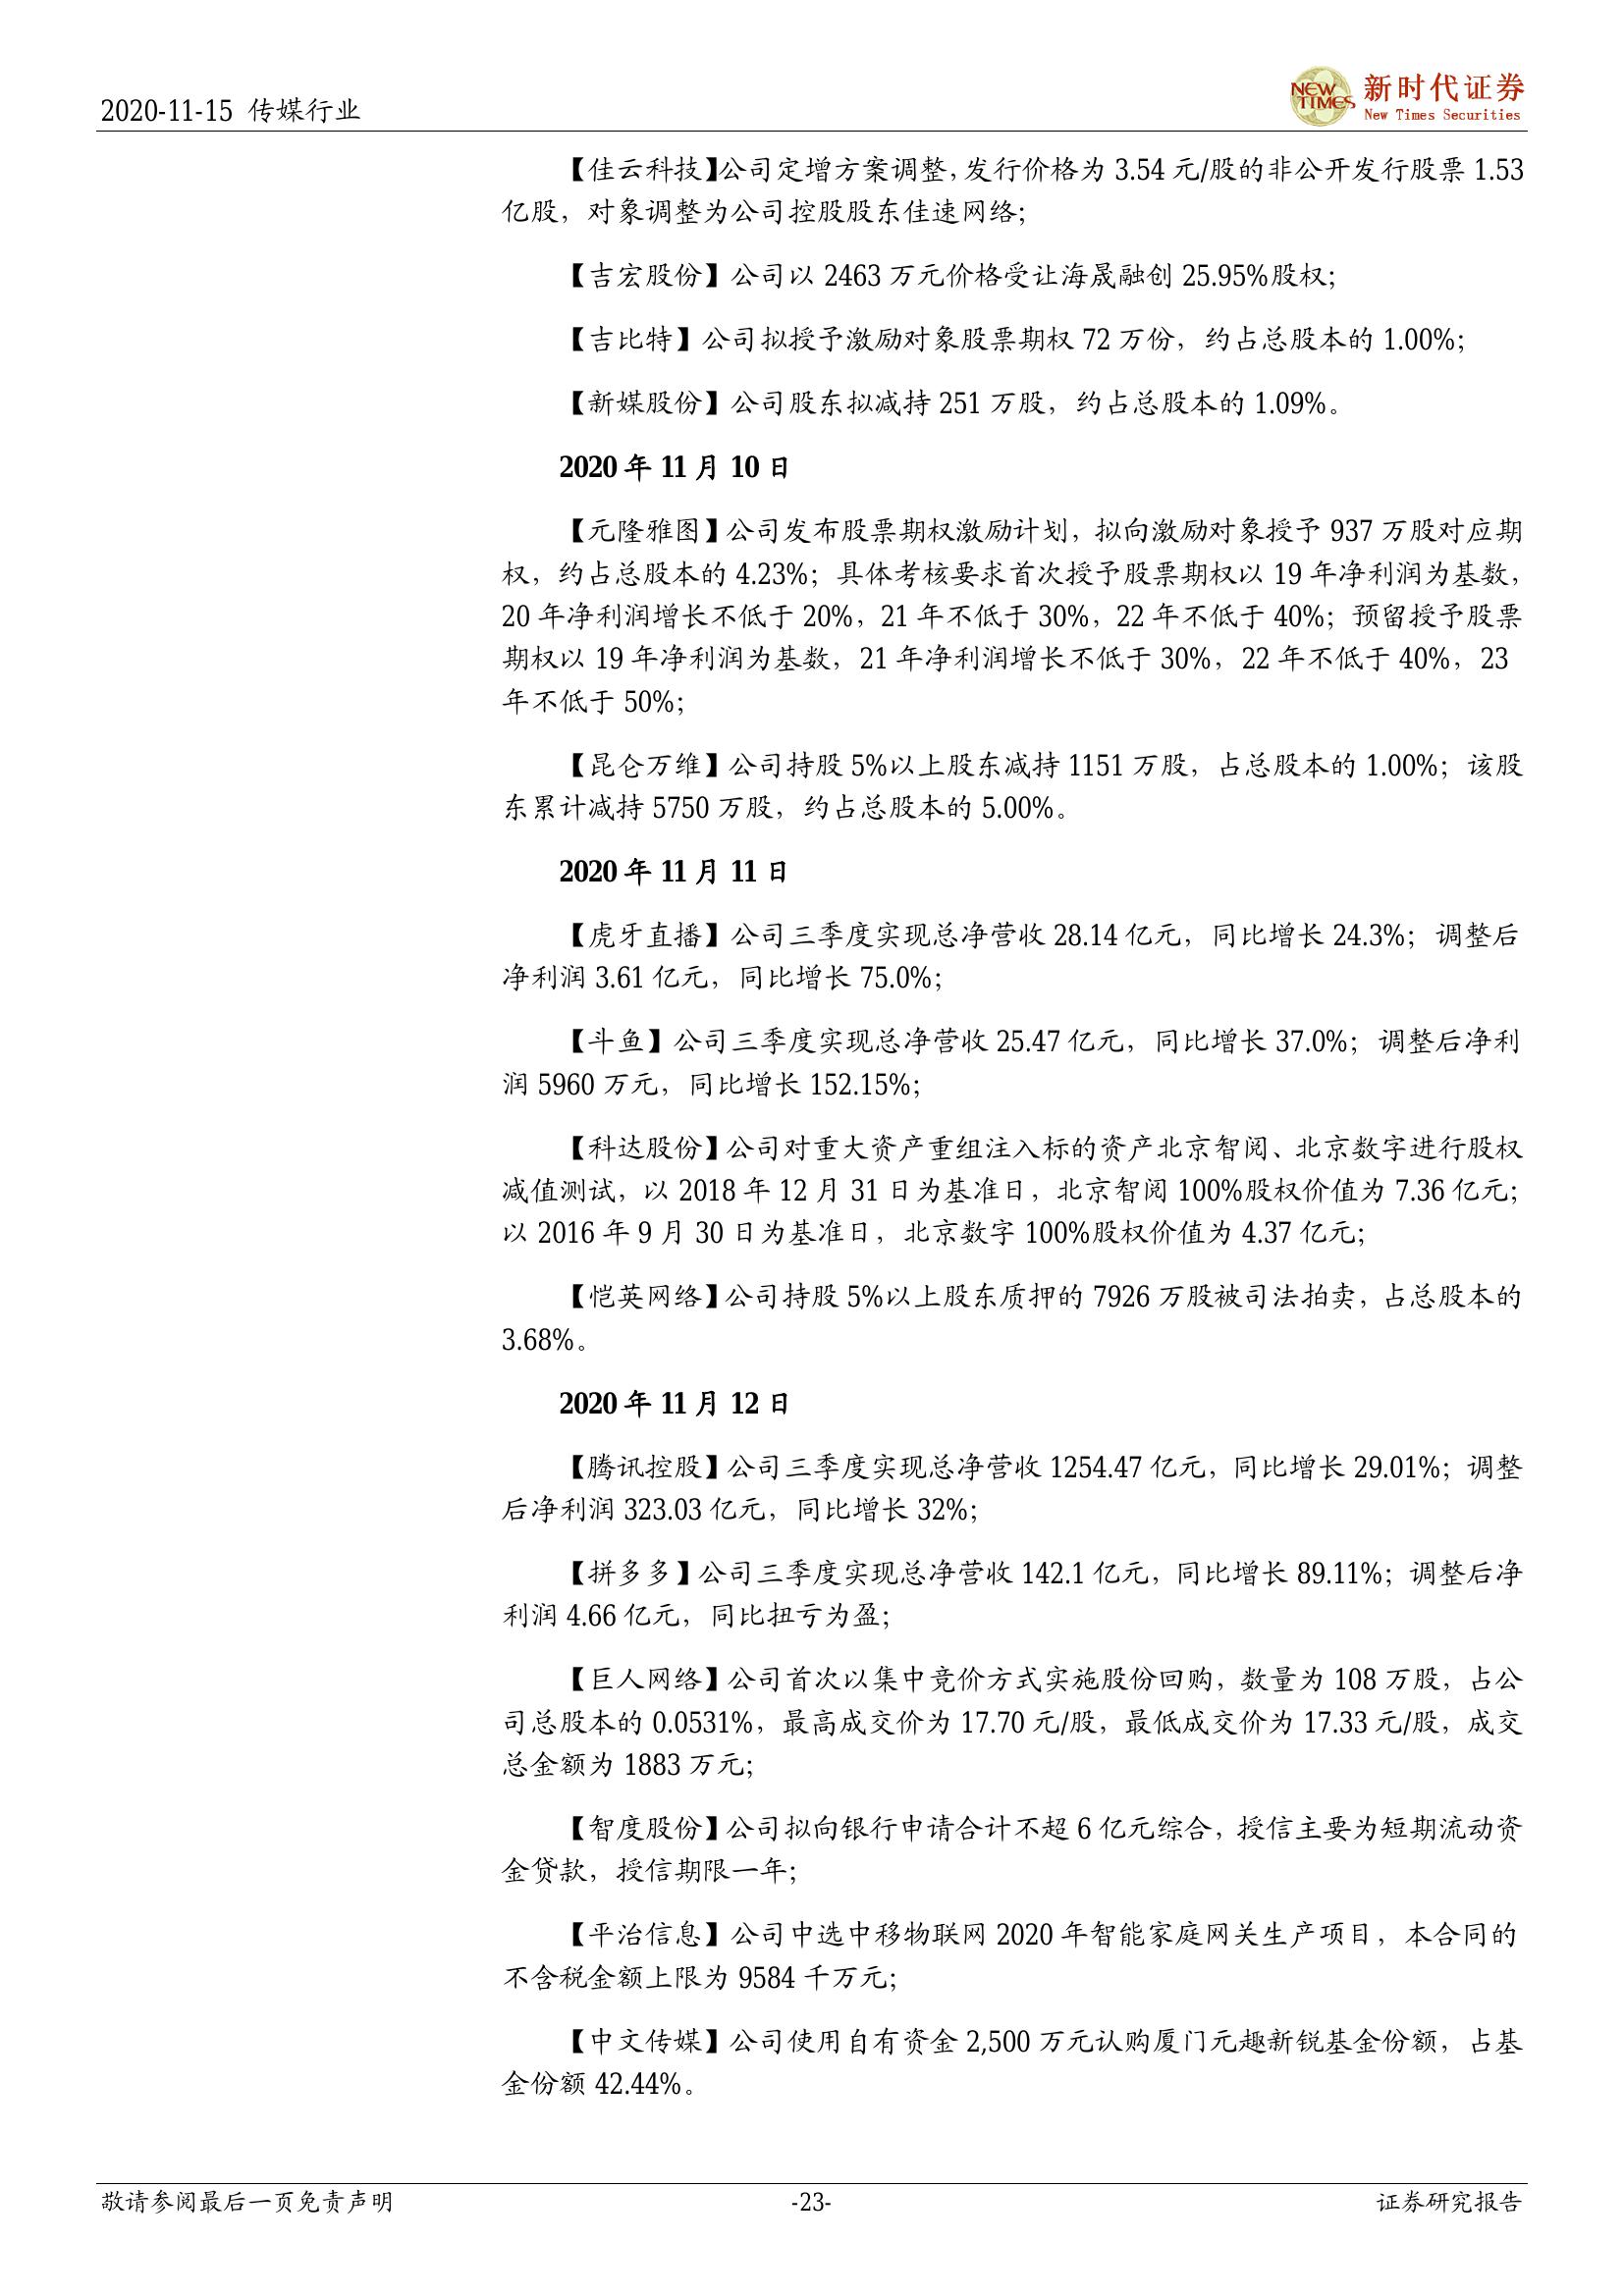 2020-11-15 传媒行业
NEW TIMES 新时代证券
New Times Securities
【佳云科技】公司定增方案调整，发行价格为 3.54 元/股的非公开发行股票 1.53
亿股，对象调整为公司控股股东佳速网络；
【吉宏股份】公司以 2463 万元价格受让海晟融创 25.95%股权；
【吉比特】公司拟授予激励对象股票期权 72 万份，约占总股本的 1.00%；
【新媒股份】公司股东拟减持 251 万股，约占总股本的 1.09%。
2020 年 11 月 10 日
【元隆雅图】公司发布股票期权激励计划，拟向激励对象授予 937 万股对应期
权，约占总股本的 4.23%；具体考核要求首次授予股票期权以 19 年净利润为基数，
20 年净利润增长不低于 20%，21 年不低于 30%，22 年不低于 40%；预留授予股票
期权以 19 年净利润为基数，21 年净利润增长不低于 30%，22 年不低于 40%，23
年不低于 50%；
【昆仑万维】公司持股 5%以上股东减持 1151 万股，占总股本的 1.00%；该股
东累计减持 5750 万股，约占总股本的 5.00%。
2020 年 11 月 11 日
【虎牙直播】公司三季度实现总净营收 28.14 亿元，同比增长 24.3%；调整后
净利润 3.61 亿元，同比增长 75.0%；
【斗鱼】公司三季度实现总净营收 25.47 亿元，同比增长 37.0%；调整后净利
润 5960 万元，同比增长 152.15%；
【科达股份】公司对重大资产重组注入标的资产北京智阅、北京数字进行股权
减值测试，以 2018 年 12 月 31 日为基准日，北京智阅 100%股权价值为 7.36 亿元；
以 2016 年 9 月 30 日为基准日，北京数字 100%股权价值为 4.37 亿元；
【恺英网络】公司持股 5%以上股东质押的 7926 万股被司法拍卖，占总股本的
3.68%。
2020 年 11 月 12 日
【腾讯控股】公司三季度实现总净营收 1254.47 亿元，同比增长 29.01%；调整
后净利润 323.03 亿元，同比增长 32%；
【拼多多】公司三季度实现总净营收 142.1 亿元，同比增长 89.11%；调整后净
利润 4.66 亿元，同比扭亏为盈；
【巨人网络】公司首次以集中竞价方式实施股份回购，数量为 108 万股，占公
司总股本的 0.0531%，最高成交价为 17.70 元/股，最低成交价为 17.33 元/股，成交
总金额为 1883 万元；
【智度股份】公司拟向银行申请合计不超 6 亿元综合，授信主要为短期流动资
金贷款，授信期限一年；
【平治信息】公司中选中移物联网 2020 年智能家庭网关生产项目，本合同的
不含税金额上限为 9584 千万元；
【中文传媒】公司使用自有资金 2,500 万元认购厦门元趣新锐基金份额，占基
金份额 42.44%。
敬请参阅最后一页免责声明 -23- 证券研究报告